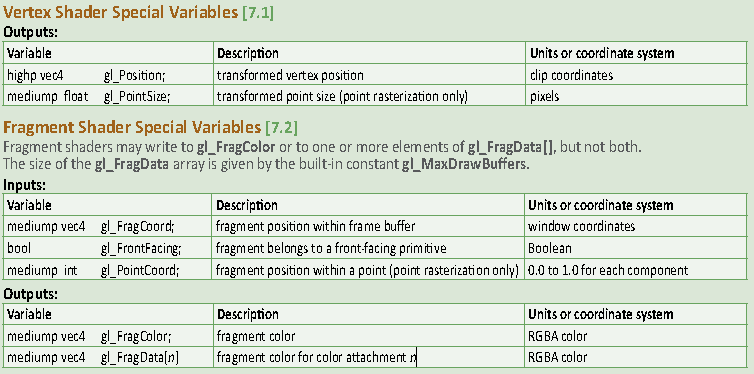 Vertex Shader Special Variables [7.1]
Outputs:
Variable Description Units or coordinate system
highp vec4 gl_Position; transformed vertex position clip coordinates
mediump float gl_PointSize; transformed point size (point rasterization only) pixels
Fragment Shader Special Variables [7.2]
Fragment shaders may write to gl_FragColor or to one or more elements of gl_FragData[], but not both.
The size of the gl_FragData array is given by the built-in constant gl_MaxDrawBuffers.
Inputs:
Variable Description Units or coordinate system
mediump vec4 gl_FragCoord; fragment position within frame buffer window coordinates
bool gl_FrontFacing; fragment belongs to a front-facing primitive Boolean
mediump int gl_PointCoord; fragment position within a point (point rasterization only) 0.0 to 1.0 for each component
Outputs:
Variable Description Units or coordinate system
mediump vec4 gl_FragColor; fragment color RGBA color
mediump vec4 gl_FragData[n] fragment color for color attachment n RGBA color